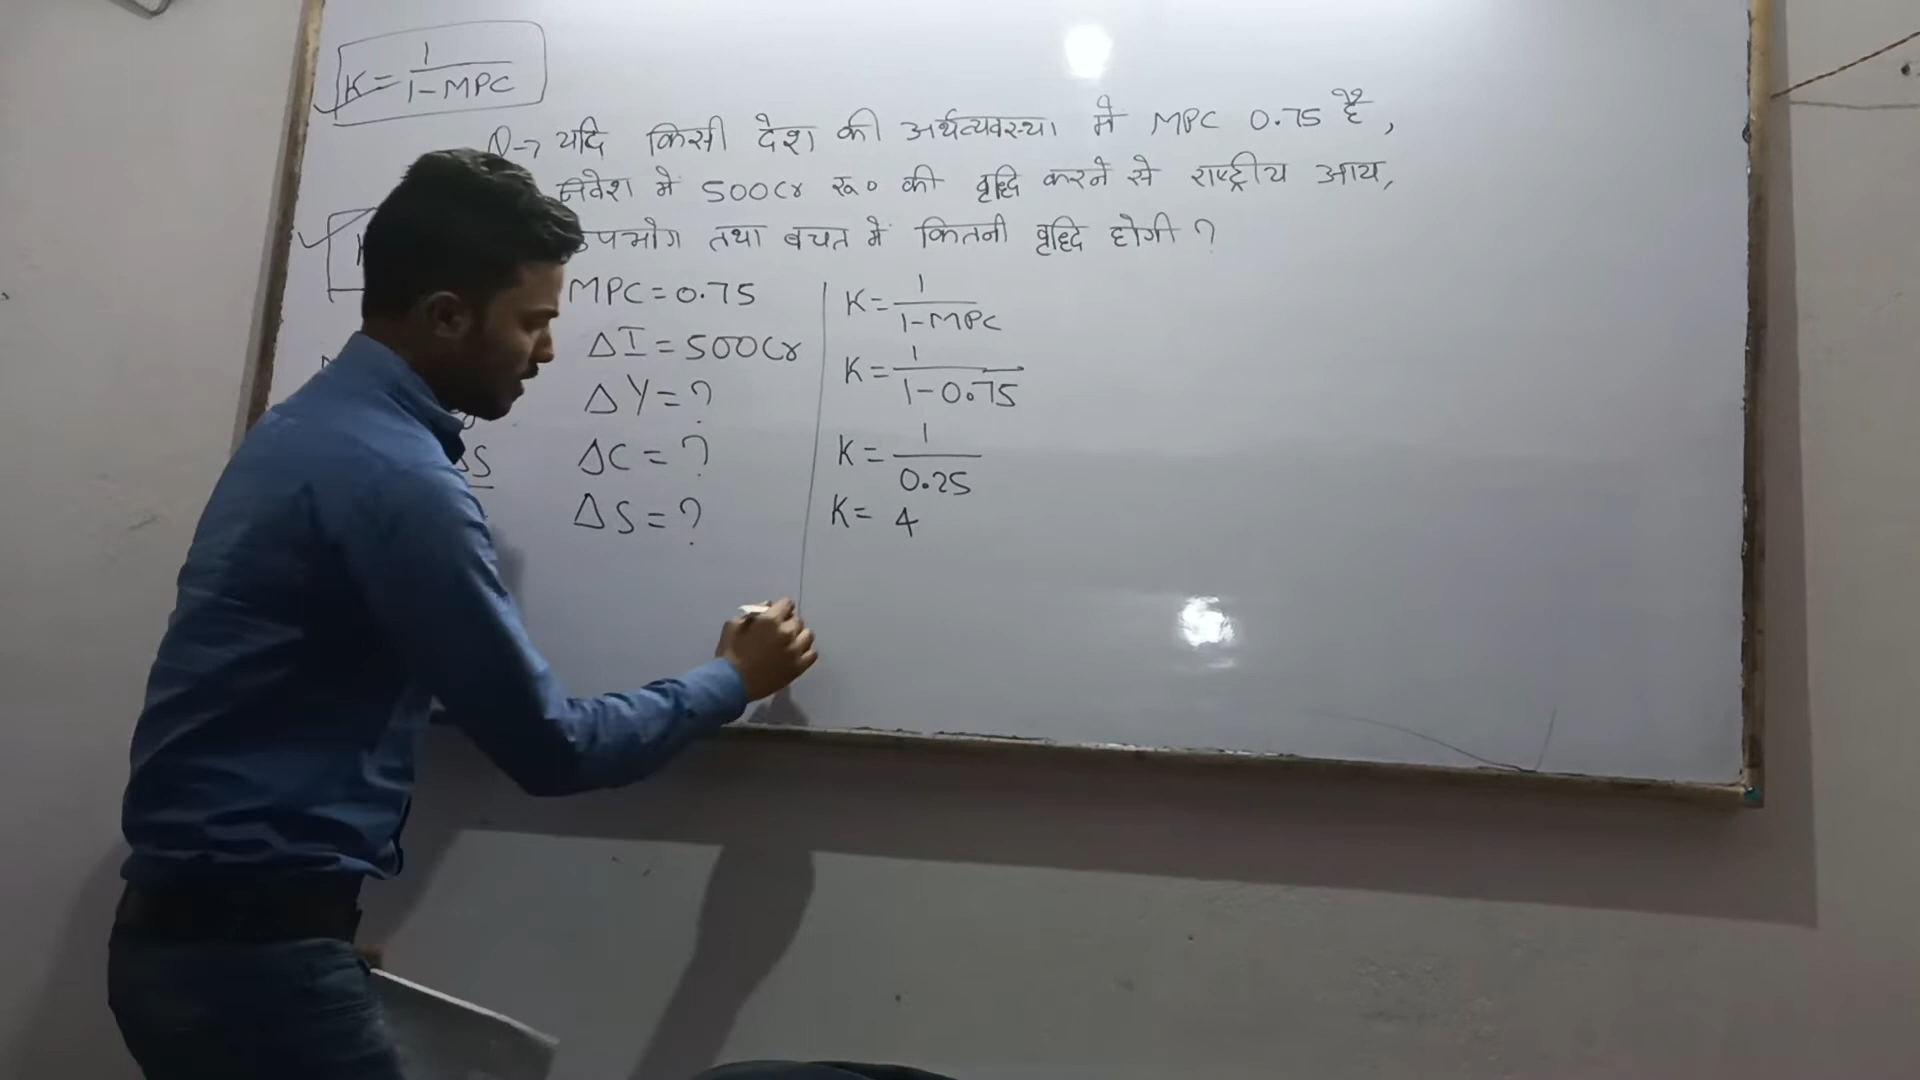 K = 1/(1-MPC)
Q→ यदि किसी देश की अर्थव्यवस्था में MPC 0.75 है,
निवेश में 500Cr रू० की वृद्धि करने से राष्ट्रीय आय,
उपभोग तथा बचत में कितनी वृद्धि होगी ?
MPC = 0.75
ΔI = 500Cr
ΔY = ?
ΔC = ?
ΔS = ?
ΔS
K = 1/(1-MPC)
K = 1/(1-0.75)
K = 1/0.25
K = 4